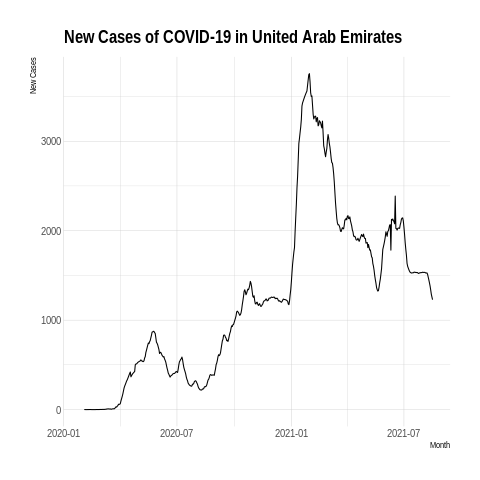 New Cases of COVID-19 in United Arab Emirates
New Cases
3000
2000
1000
0
2020-01 2020-07 2021-01 2021-07
Month